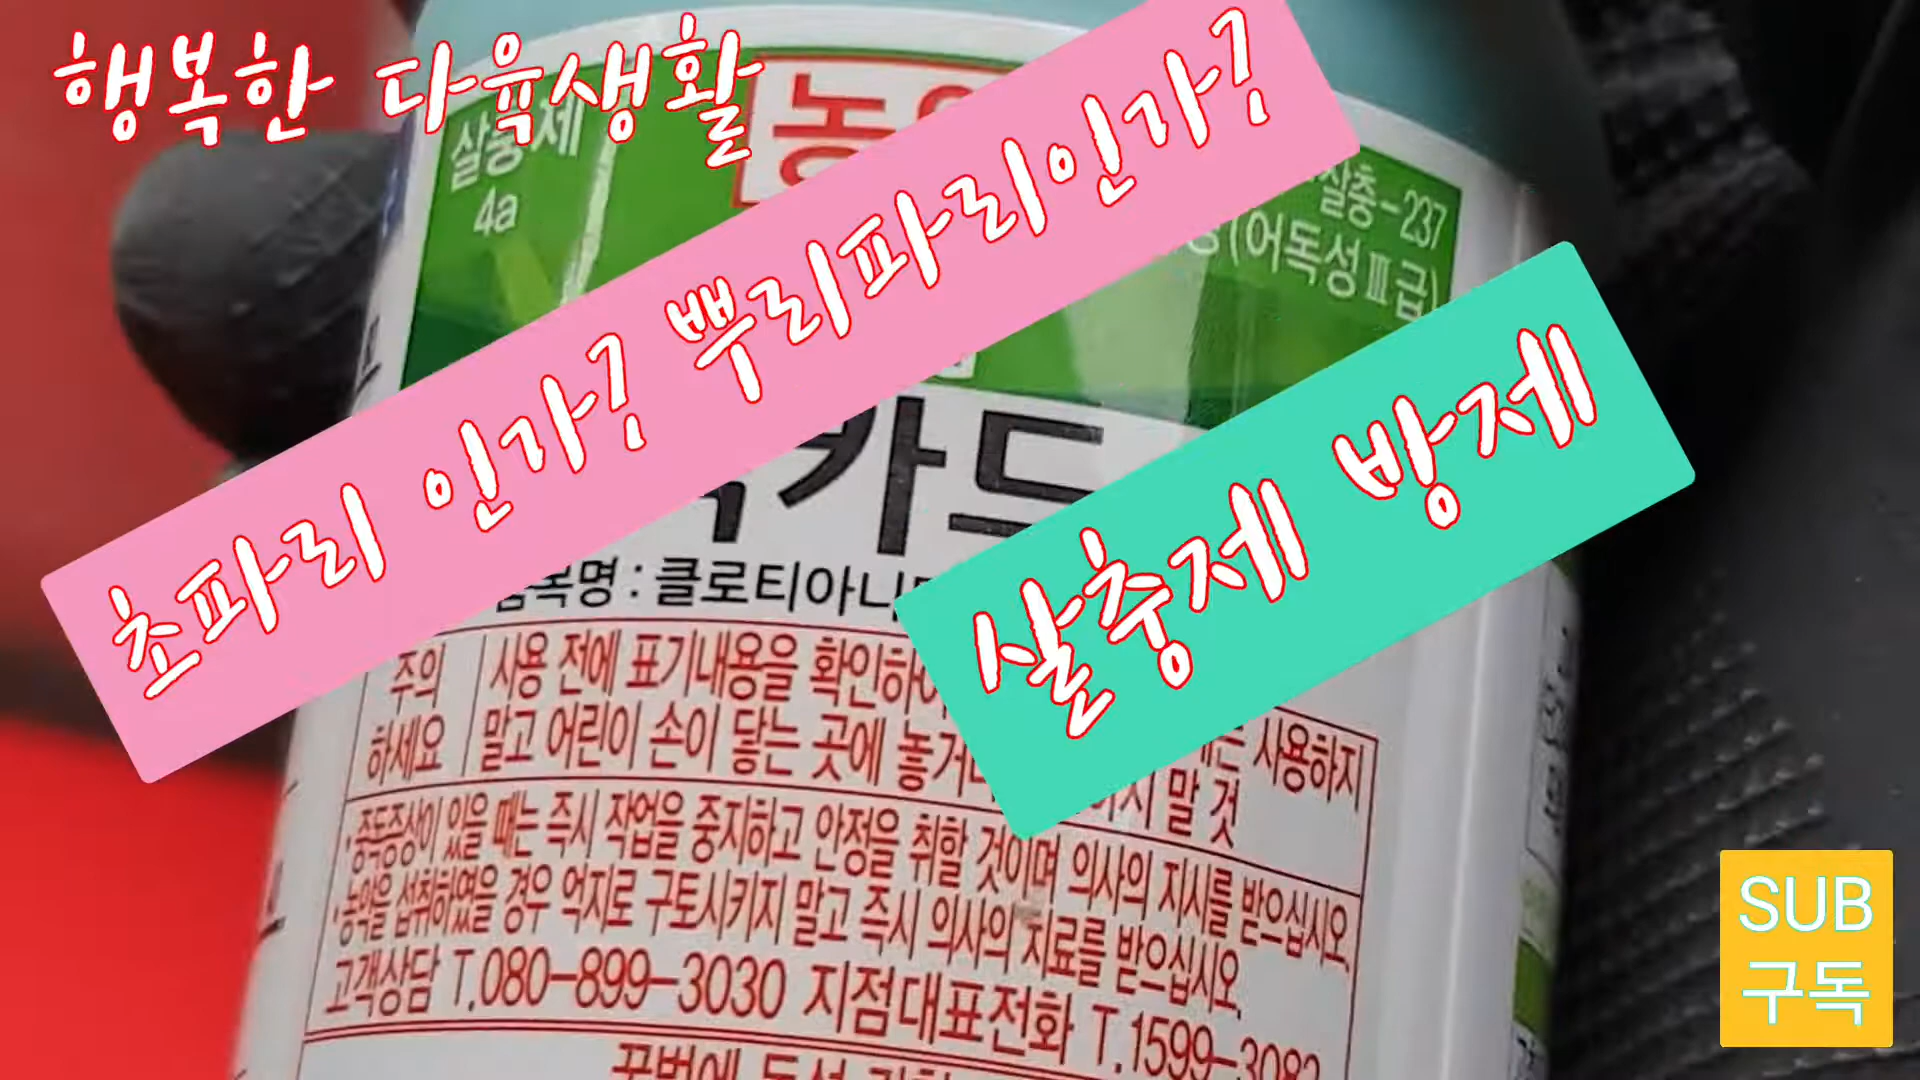 행복한 다육생활
살충제
4a
살충-237
(어독성Ⅲ급)
초파리 인가? 뿌리파리인가?
카드
살충제 방제
품목명 : 클로티아니
주의
하세요
사용 전에 표기내용을 확인하
사용하지
말고 어린이 손이 닿는 곳에 놓거
말 것
·중독증상이 있을 때는 즉시 작업을 중지하고 안정을 취할 것이며 의사의 지시를 받으십시오.
·농약을 섭취하였을 경우 억지로 구토시키지 말고 즉시 의사의 치료를 받으십시오.
고객상담 T.080-899-3030 지점대표전화 T.1599-3082
꿀벌에 독성
SUB
구독